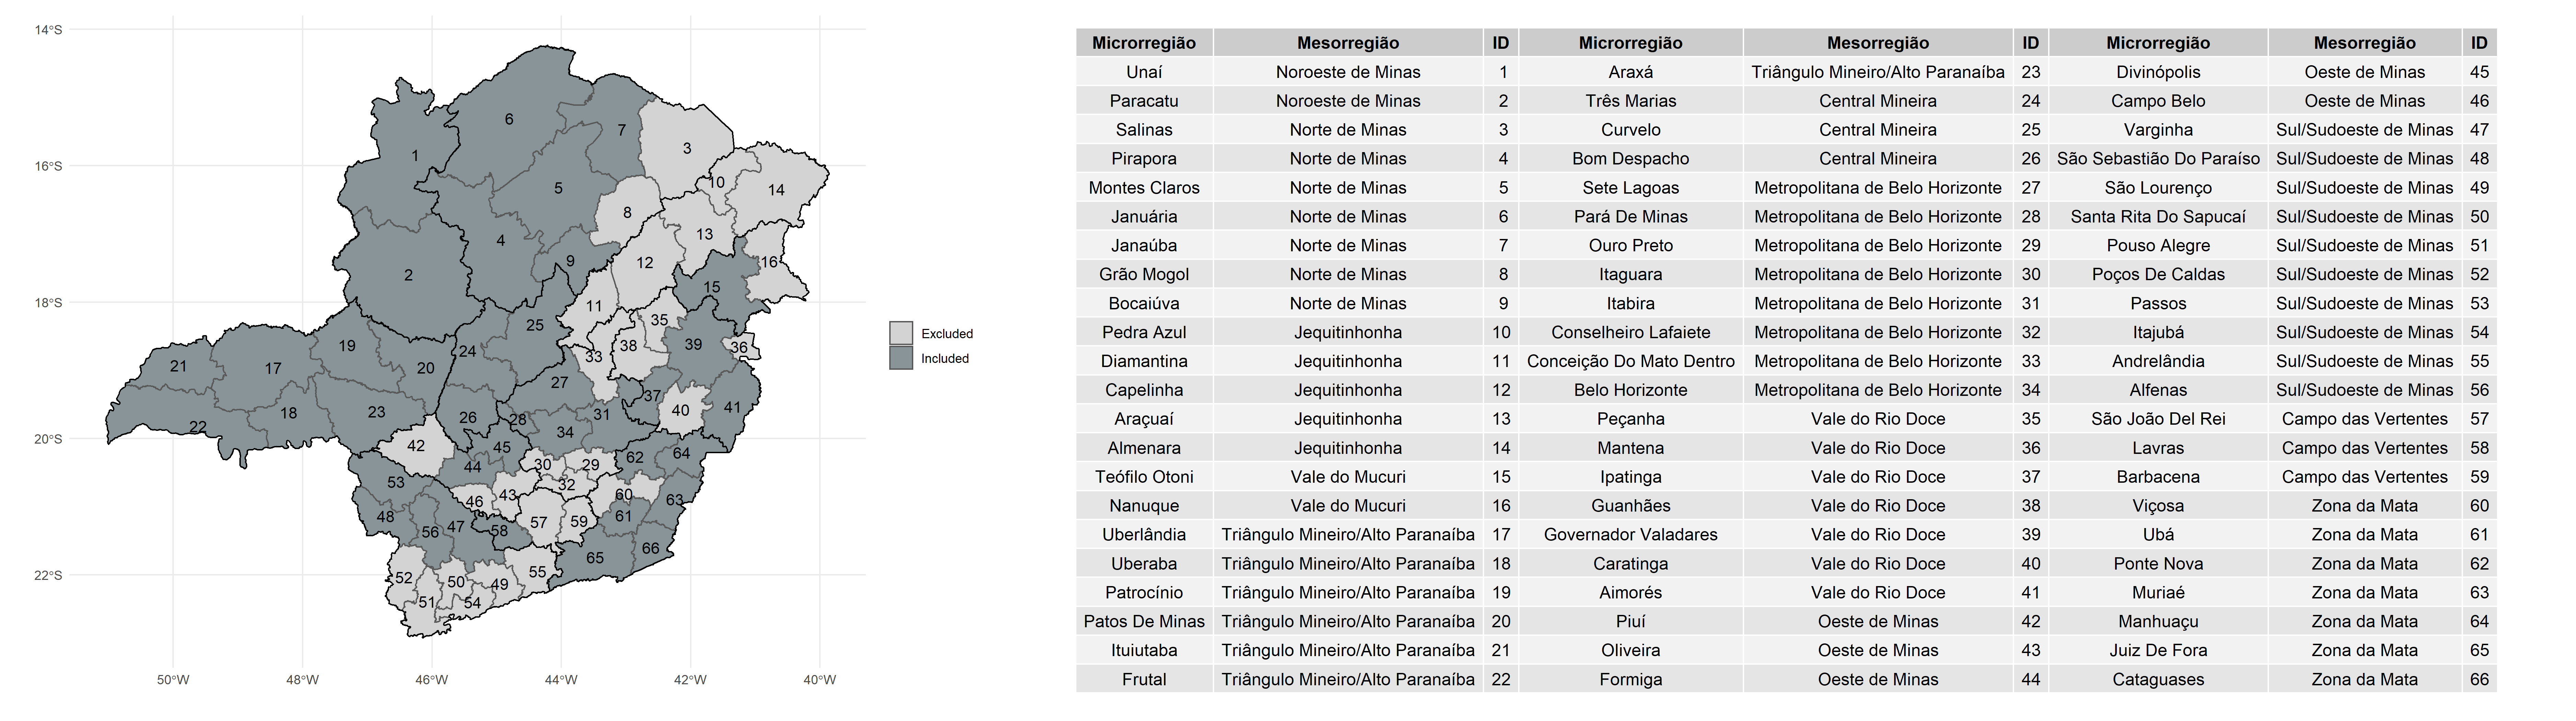 14°S
16°S
18°S
20°S
22°S
50°W 48°W 46°W 44°W 42°W 40°W
6
7
3
1
10
14
5
8
13
4
12
9
16
2
15
11
35
25
38
39
36
19
24
33
21
17
20
27
37
40
41
18
23
26
28
31
22
34
42
45
64
62
44
30
29
53
32
46
43
60
63
48
57
59
61
56
47
58
66
65
55
52
50
49
51
54
Excluded
Included
Microrregião Mesorregião ID Microrregião Mesorregião ID Microrregião Mesorregião ID
Unaí Noroeste de Minas 1 Araxá Triângulo Mineiro/Alto Paranaíba 23 Divinópolis Oeste de Minas 45
Paracatu Noroeste de Minas 2 Três Marias Central Mineira 24 Campo Belo Oeste de Minas 46
Salinas Norte de Minas 3 Curvelo Central Mineira 25 Varginha Sul/Sudoeste de Minas 47
Pirapora Norte de Minas 4 Bom Despacho Central Mineira 26 São Sebastião Do Paraíso Sul/Sudoeste de Minas 48
Montes Claros Norte de Minas 5 Sete Lagoas Metropolitana de Belo Horizonte 27 São Lourenço Sul/Sudoeste de Minas 49
Januária Norte de Minas 6 Pará De Minas Metropolitana de Belo Horizonte 28 Santa Rita Do Sapucaí Sul/Sudoeste de Minas 50
Janaúba Norte de Minas 7 Ouro Preto Metropolitana de Belo Horizonte 29 Pouso Alegre Sul/Sudoeste de Minas 51
Grão Mogol Norte de Minas 8 Itaguara Metropolitana de Belo Horizonte 30 Poços De Caldas Sul/Sudoeste de Minas 52
Bocaiúva Norte de Minas 9 Itabira Metropolitana de Belo Horizonte 31 Passos Sul/Sudoeste de Minas 53
Pedra Azul Jequitinhonha 10 Conselheiro Lafaiete Metropolitana de Belo Horizonte 32 Itajubá Sul/Sudoeste de Minas 54
Diamantina Jequitinhonha 11 Conceição Do Mato Dentro Metropolitana de Belo Horizonte 33 Andrelândia Sul/Sudoeste de Minas 55
Capelinha Jequitinhonha 12 Belo Horizonte Metropolitana de Belo Horizonte 34 Alfenas Sul/Sudoeste de Minas 56
Araçuaí Jequitinhonha 13 Peçanha Vale do Rio Doce 35 São João Del Rei Campo das Vertentes 57
Almenara Jequitinhonha 14 Mantena Vale do Rio Doce 36 Lavras Campo das Vertentes 58
Teófilo Otoni Vale do Mucuri 15 Ipatinga Vale do Rio Doce 37 Barbacena Campo das Vertentes 59
Nanuque Vale do Mucuri 16 Guanhães Vale do Rio Doce 38 Viçosa Zona da Mata 60
Uberlândia Triângulo Mineiro/Alto Paranaíba 17 Governador Valadares Vale do Rio Doce 39 Ubá Zona da Mata 61
Uberaba Triângulo Mineiro/Alto Paranaíba 18 Caratinga Vale do Rio Doce 40 Ponte Nova Zona da Mata 62
Patrocínio Triângulo Mineiro/Alto Paranaíba 19 Aimorés Vale do Rio Doce 41 Muriaé Zona da Mata 63
Patos De Minas Triângulo Mineiro/Alto Paranaíba 20 Piuí Oeste de Minas 42 Manhuaçu Zona da Mata 64
Ituiutaba Triângulo Mineiro/Alto Paranaíba 21 Oliveira Oeste de Minas 43 Juiz De Fora Zona da Mata 65
Frutal Triângulo Mineiro/Alto Paranaíba 22 Formiga Oeste de Minas 44 Cataguases Zona da Mata 66